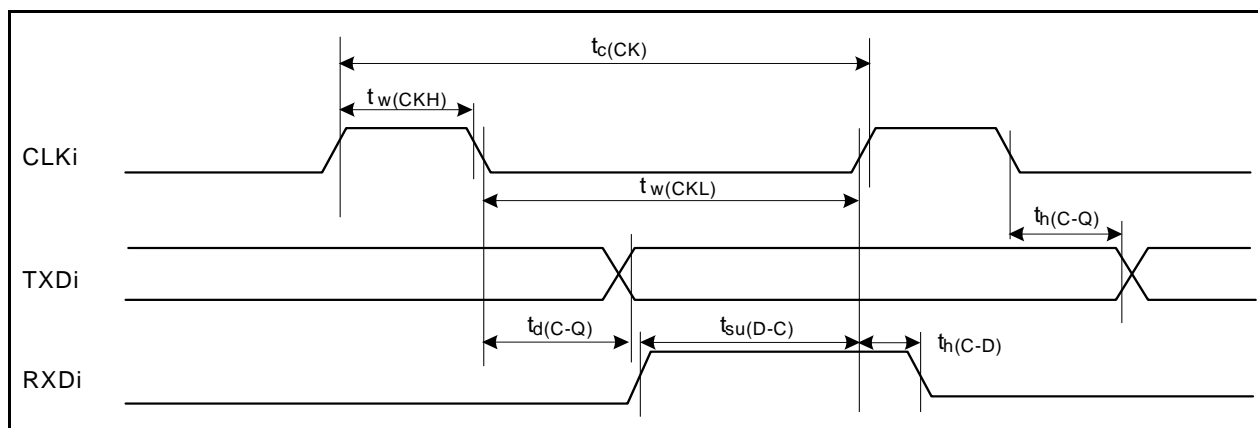 tc(CK)
tw(CKH)
CLKi
tw(CKL)
th(C-Q)
TXDi
td(C-Q)
tsu(D-C)
th(C-D)
RXDi